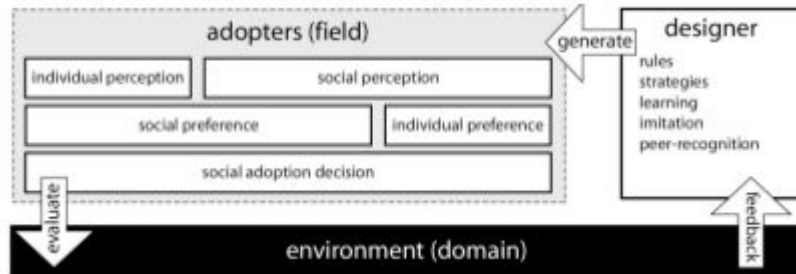 adopters (field)
individual perception
social perception
social preference
individual preference
social adoption decision
generate
designer
rules
strategies
learning
imitation
peer-recognition
evaluate
feedback
environment (domain)